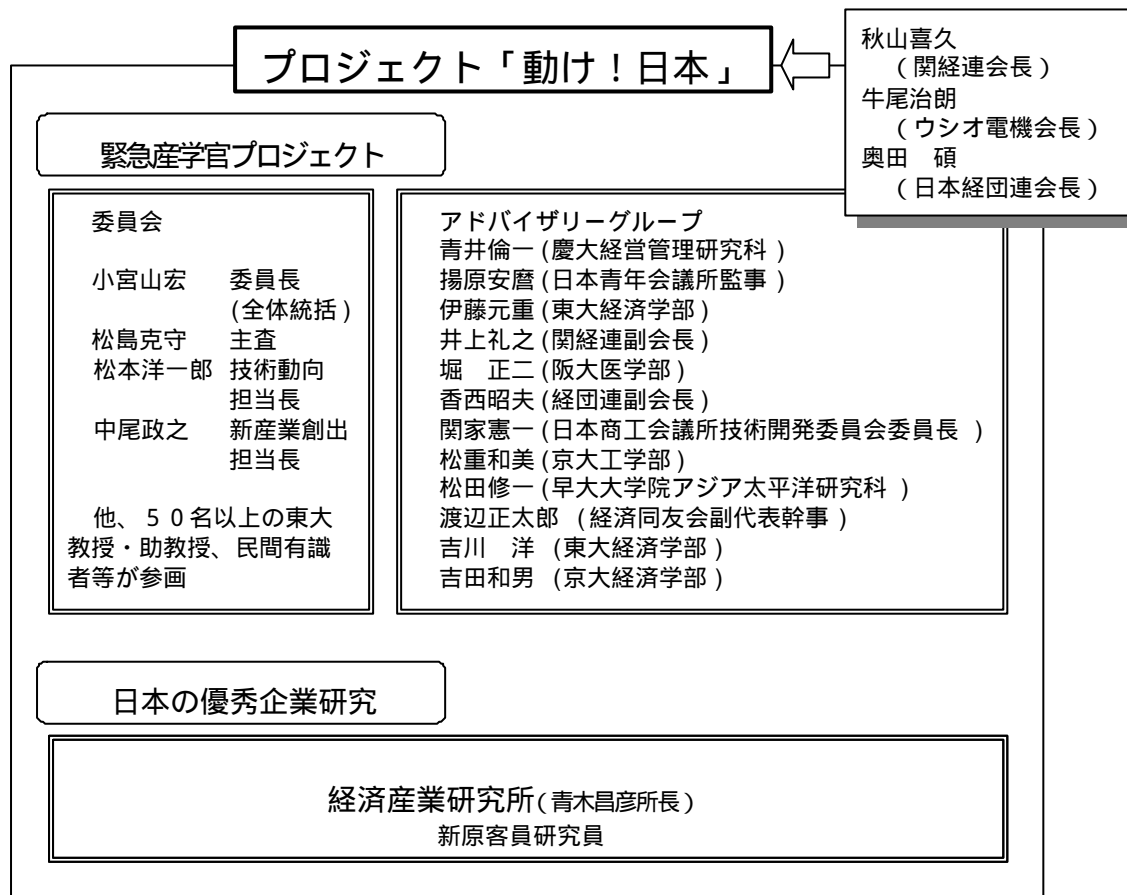 プロジェクト「動け！日本」
秋山喜久
（関経連会長）
牛尾治朗
（ウシオ電機会長）
奥田　碩
（日本経団連会長）
緊急産学官プロジェクト
委員会
小宮山宏　委員長
(全体統括)
松島克守　主査
松本洋一郎　技術動向
担当長
中尾政之　新産業創出
担当長
他、５０名以上の東大
教授・助教授、民間有識
者等が参画
アドバイザリーグループ
青井倫一(慶大経営管理研究科)
揚原安麿(日本青年会議所監事)
伊藤元重(東大経済学部)
井上礼之(関経連副会長)
堀　正二(阪大医学部)
香西昭夫(経団連副会長)
関家憲一(日本商工会議所技術開発委員会委員長)
松重和美(京大工学部)
松田修一(早大大学院アジア太平洋研究科)
渡辺正太郎 (経済同友会副代表幹事)
吉川　洋 (東大経済学部)
吉田和男 (京大経済学部)
日本の優秀企業研究
経済産業研究所(青木昌彦所長)
新原客員研究員